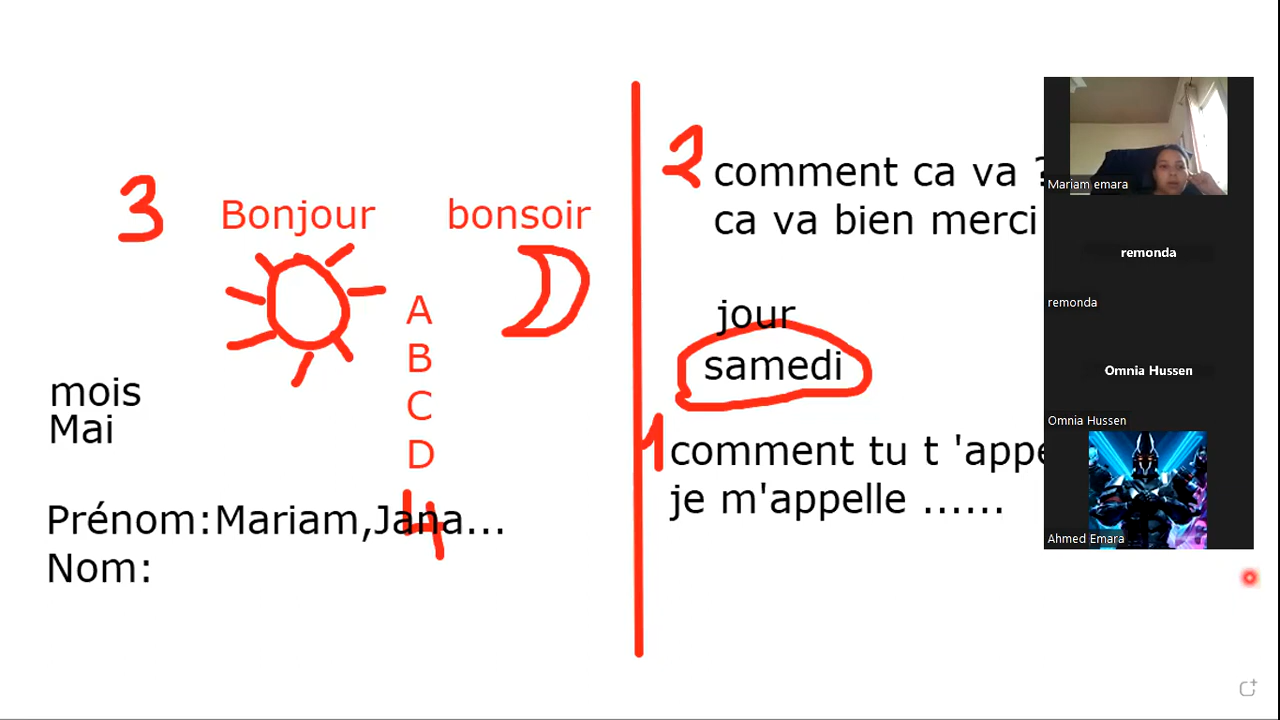 3
Bonjour
bonsoir
A
B
C
D
4
mois
Mai
Prénom:Mariam,Jana...
Nom:
2
comment ca va ?
ca va bien merci
jour
samedi
1
comment tu t 'appe
je m'appelle ......
Mariam emara
remonda
remonda
Omnia Hussen
Omnia Hussen
Ahmed Emara